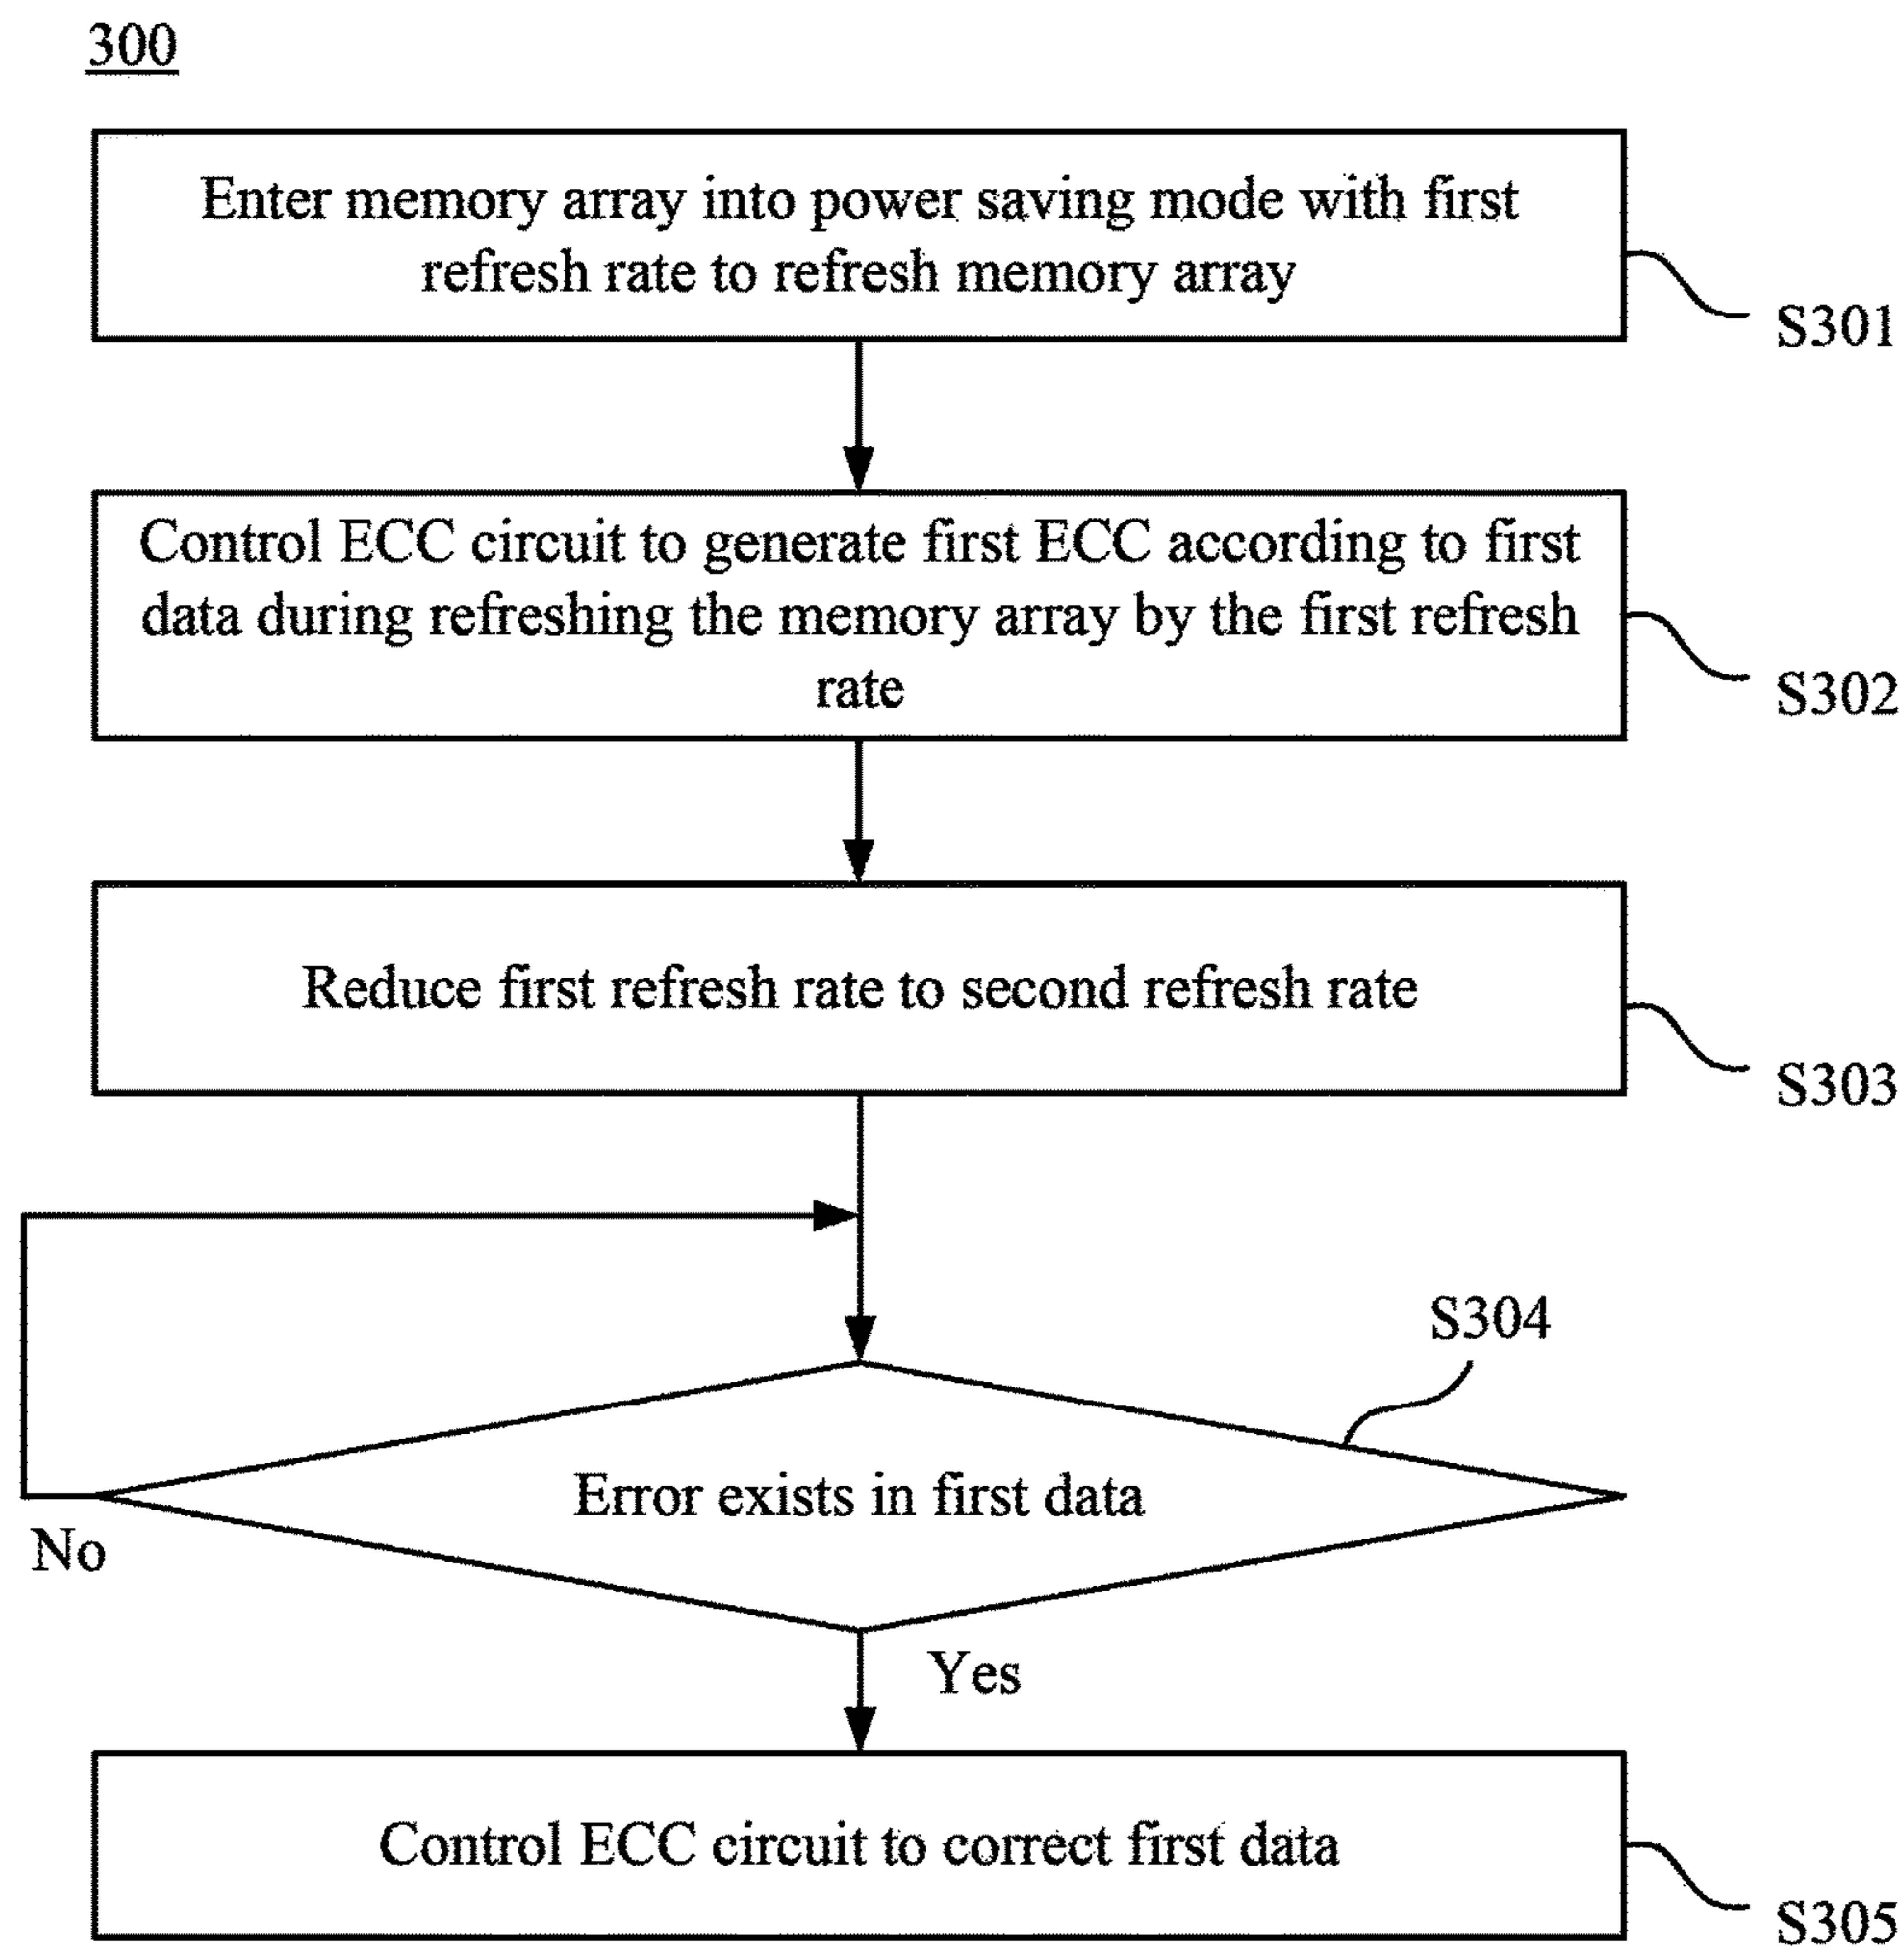 300
Enter memory array into power saving mode with first
refresh rate to refresh memory array
S301
Control ECC circuit to generate first ECC according to first
data during refreshing the memory array by the first refresh
rate
S302
Reduce first refresh rate to second refresh rate
S303
S304
Error exists in first data
No
Yes
Control ECC circuit to correct first data
S305